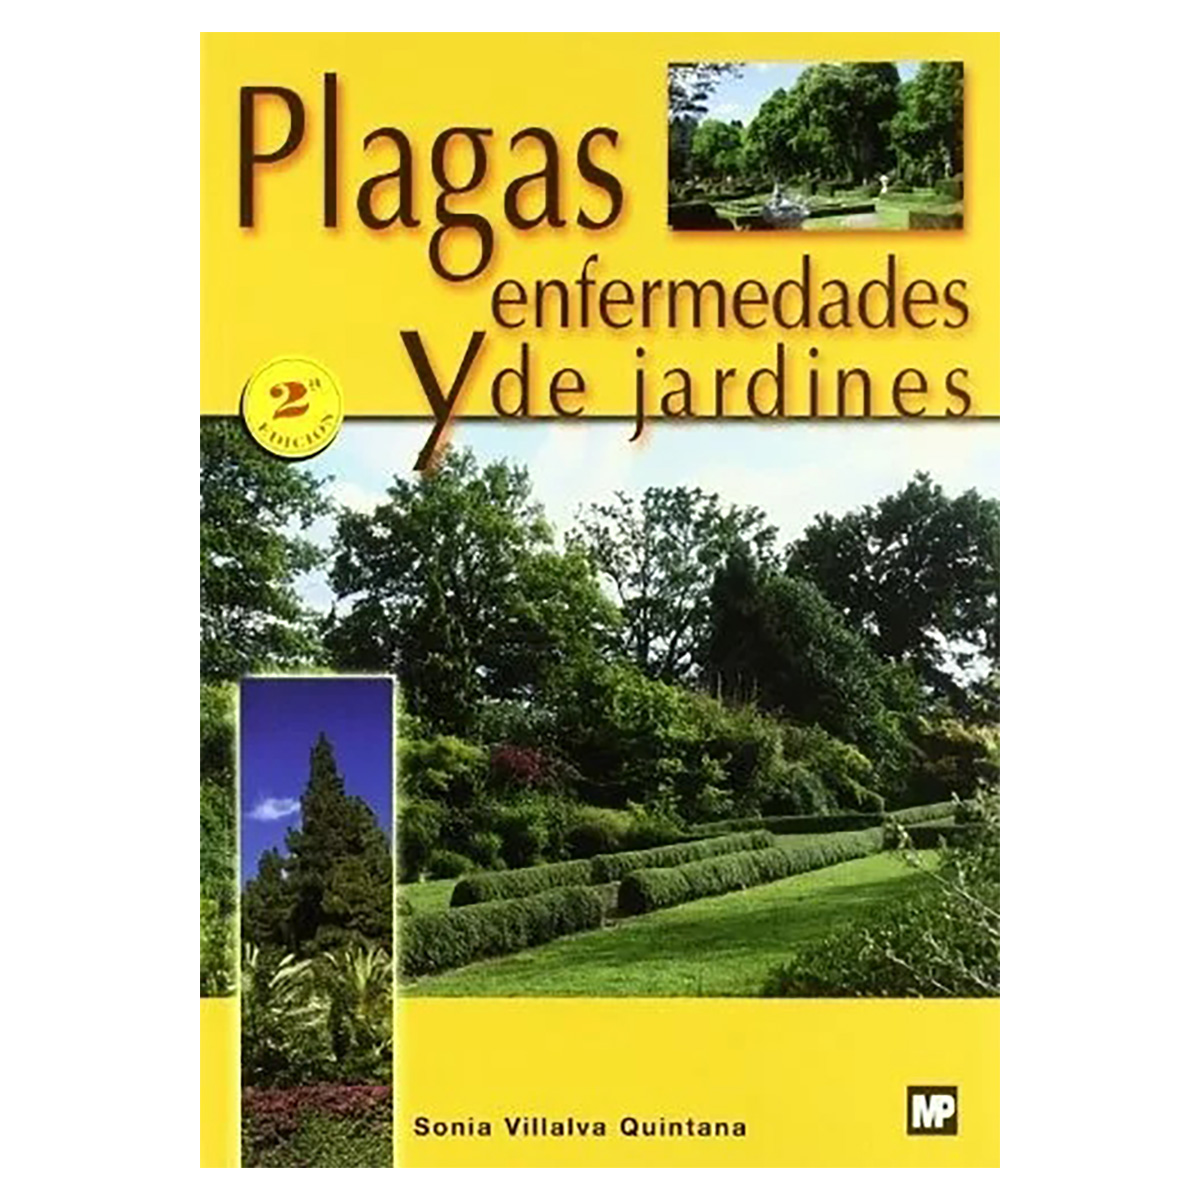 Plagas
enfermedades
y de jardines
2ª
EDICIÓN
Sonia Villalva Quintana
MP